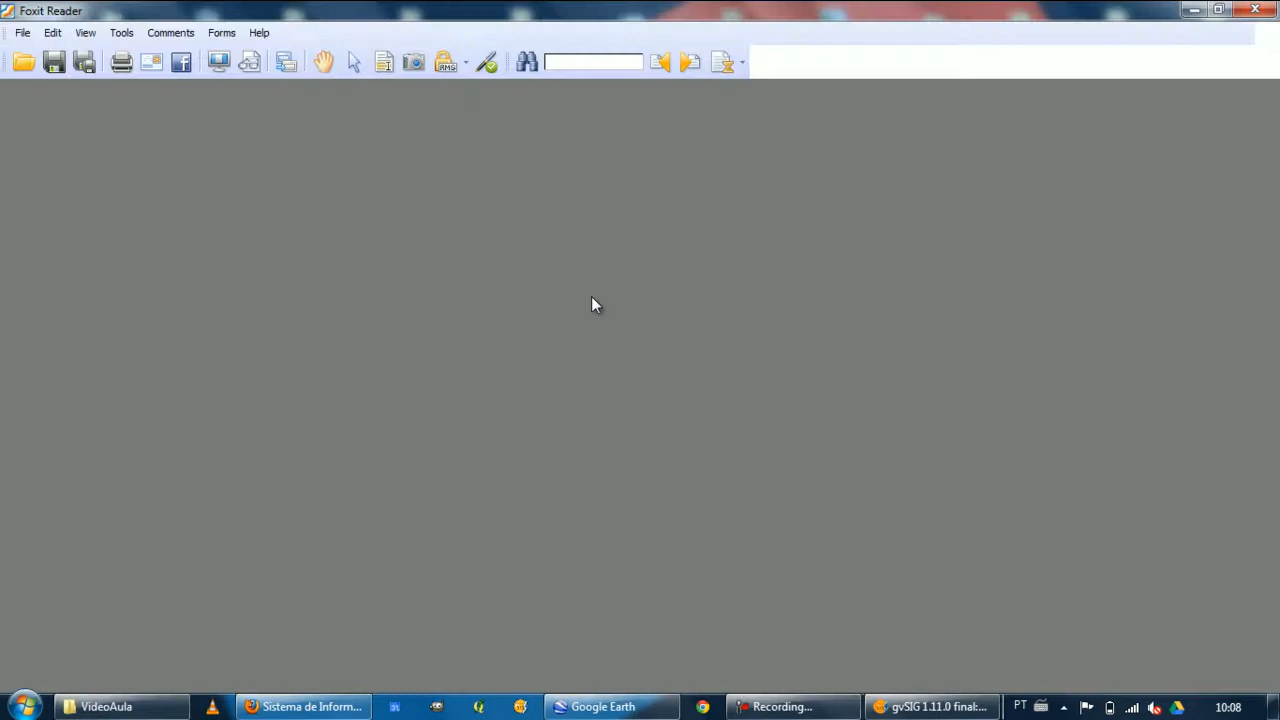 Foxit Reader
File Edit View Tools Comments Forms Help
RMS
VideoAula Sistema de Inform... Google Earth Recording... gvSIG 1.11.0 final:... PT 10:08